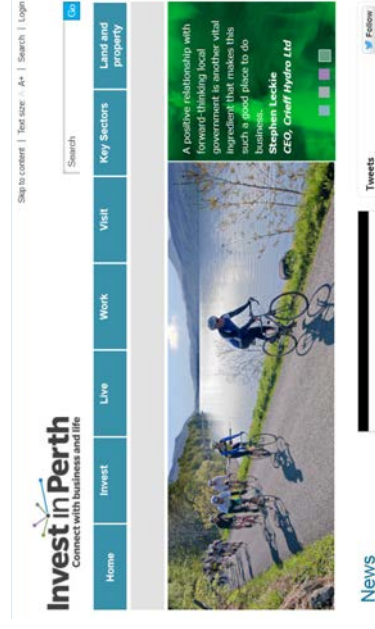 Skip to content | Text size: A A+ | Search | Login
Invest in Perth
Connect with business and life
Search
Go
Home
Invest
Live
Work
Visit
Key Sectors
Land and
property
A positive relationship with
forward-thinking local
government is another vital
ingredient that makes this
such a good place to do
business.
Stephen Leckie
CEO, Crieff Hydro Ltd
News
Tweets
Follow